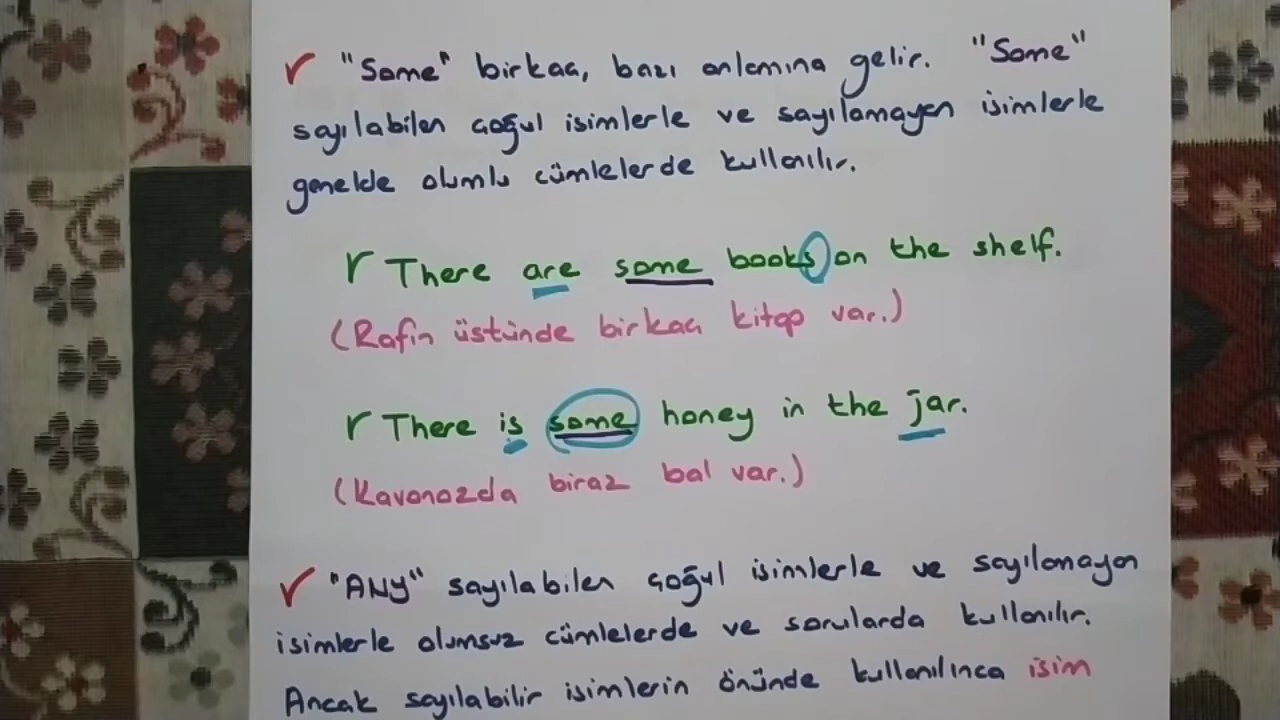 ✓ "Some" birkaç, bazı anlamına gelir. "Some"
sayılabilen çoğul isimlerle ve sayılamayan isimlerle
genelde olumlu cümlelerde kullanılır.
✓ There are some books on the shelf.
(Rafın üstünde birkaç kitap var.)
✓ There is some honey in the jar.
(Kavanozda biraz bal var.)
✓ "ANY" sayılabilen çoğul isimlerle ve sayılamayan
isimlerle olumsuz cümlelerde ve sorularda kullanılır.
Ancak sayılabilir isimlerin önünde kullanılınca isim